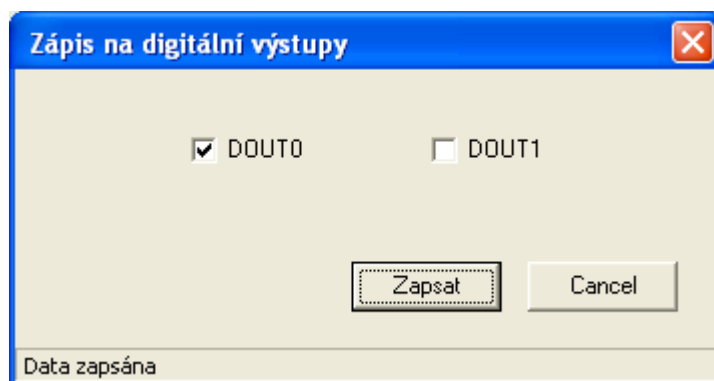 Zápis na digitální výstupy
DOUT0 DOUT1
Zapsat Cancel
Data zapsána